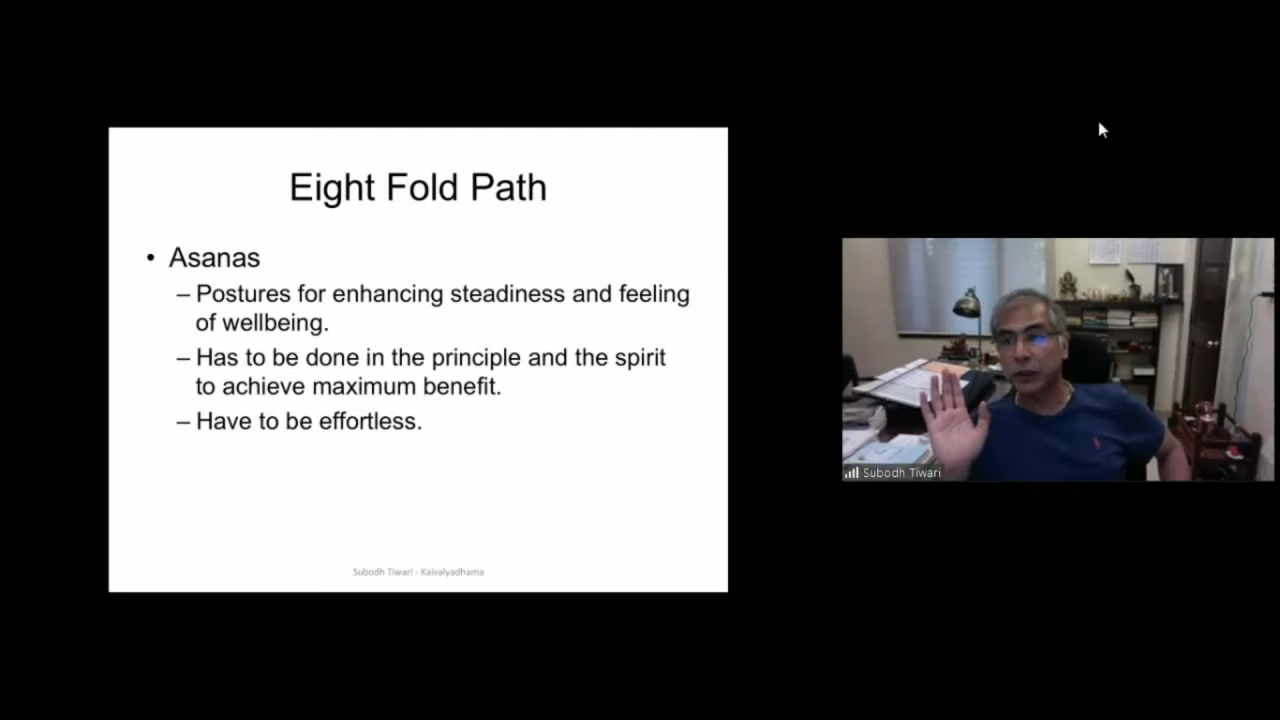 Eight Fold Path
• Asanas
– Postures for enhancing steadiness and feeling
of wellbeing.
– Has to be done in the principle and the spirit
to achieve maximum benefit.
– Have to be effortless.
Subodh Tiwari - Kaivalyadhama
Subodh Tiwari